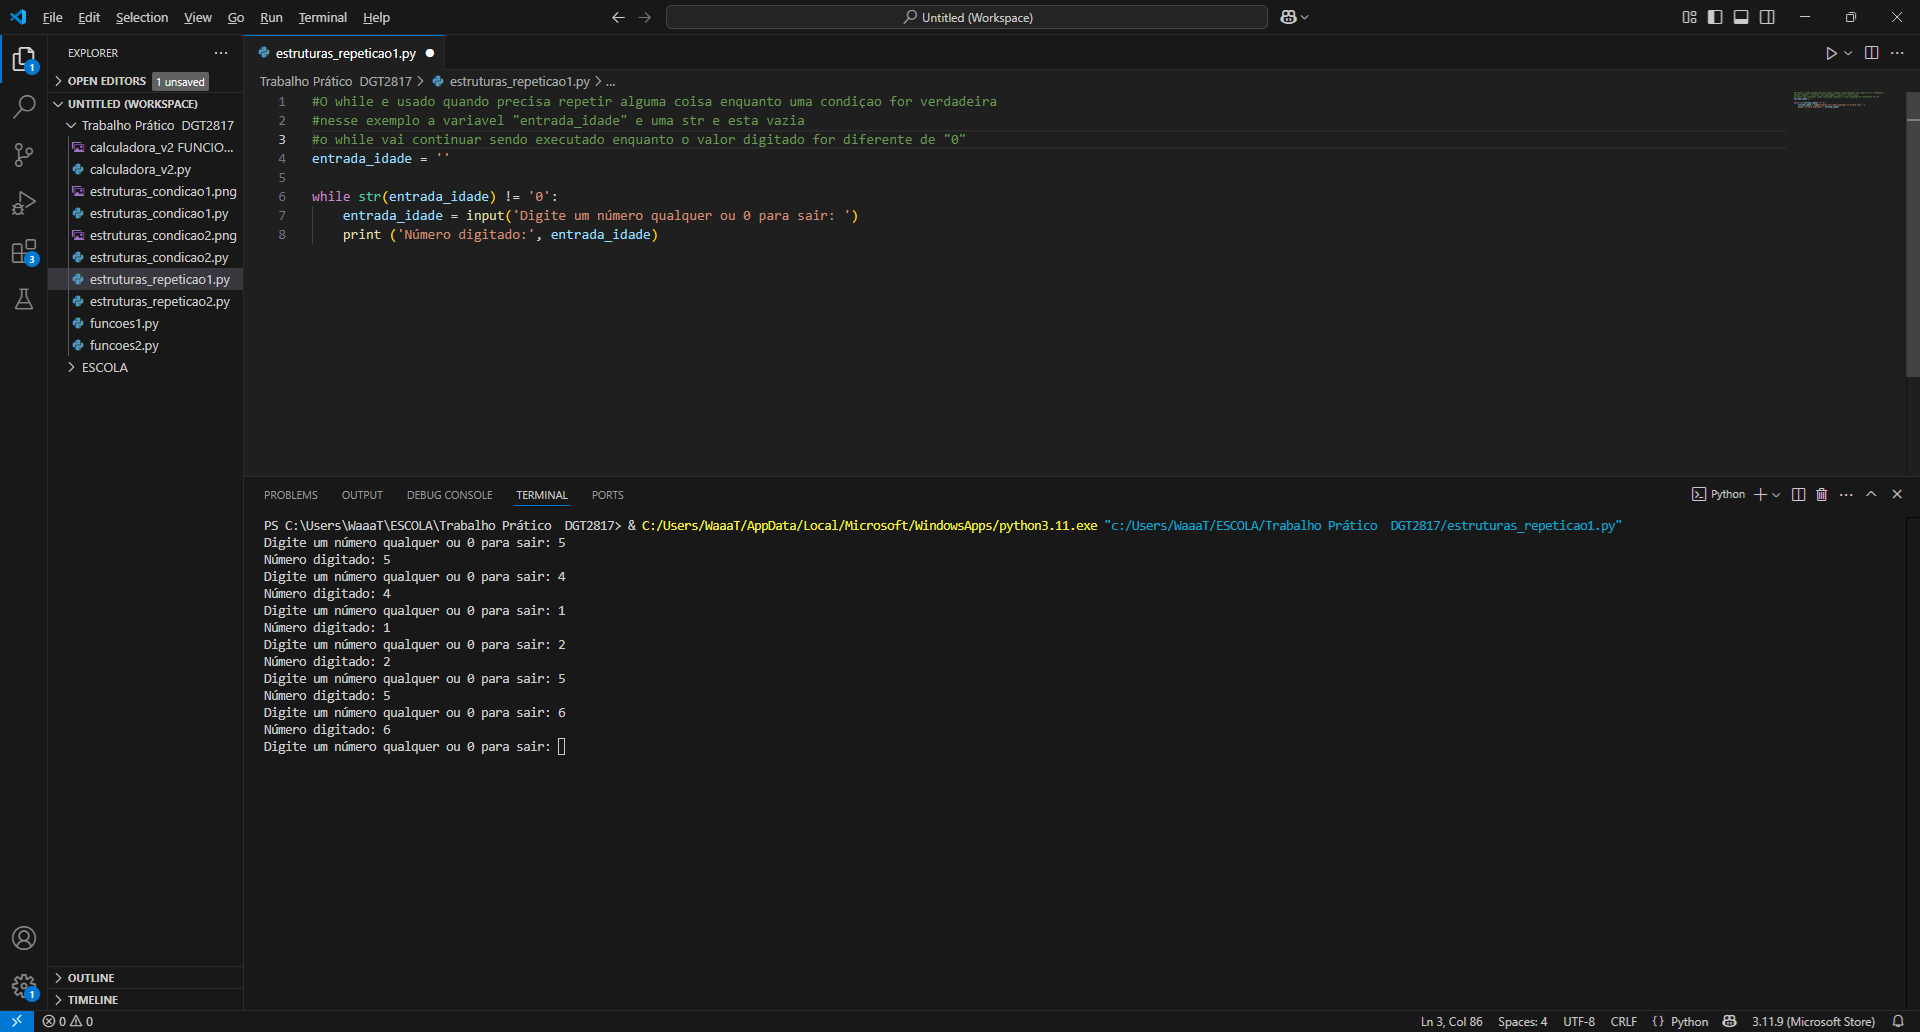 File Edit Selection View Go Run Terminal Help
Untitled (Workspace)
EXPLORER
OPEN EDITORS 1 unsaved
UNTITLED (WORKSPACE)
Trabalho Prático  DGT2817
calculadora_v2 FUNCIO...
calculadora_v2.py
estruturas_condicao1.png
estruturas_condicao1.py
estruturas_condicao2.png
estruturas_condicao2.py
estruturas_repeticao1.py
estruturas_repeticao2.py
funcoes1.py
funcoes2.py
ESCOLA
OUTLINE
TIMELINE
1
3
1
estruturas_repeticao1.py
Trabalho Prático  DGT2817 > estruturas_repeticao1.py > ...
1 #O while e usado quando precisa repetir alguma coisa enquanto uma condiçao for verdadeira
2 #nesse exemplo a variavel "entrada_idade" e uma str e esta vazia
3 #o while vai continuar sendo executado enquanto o valor digitado for diferente de "0"
4 entrada_idade = ''
5
6 while str(entrada_idade) != '0':
7     entrada_idade = input('Digite um número qualquer ou 0 para sair: ')
8     print ('Número digitado:', entrada_idade)
PROBLEMS OUTPUT DEBUG CONSOLE TERMINAL PORTS
Python
PS C:\Users\WaaaT\ESCOLA\Trabalho Prático  DGT2817> & C:/Users/WaaaT/AppData/Local/Microsoft/WindowsApps/python3.11.exe "c:/Users/WaaaT/ESCOLA/Trabalho Prático  DGT2817/estruturas_repeticao1.py"
Digite um número qualquer ou 0 para sair: 5
Número digitado: 5
Digite um número qualquer ou 0 para sair: 4
Número digitado: 4
Digite um número qualquer ou 0 para sair: 1
Número digitado: 1
Digite um número qualquer ou 0 para sair: 2
Número digitado: 2
Digite um número qualquer ou 0 para sair: 5
Número digitado: 5
Digite um número qualquer ou 0 para sair: 6
Número digitado: 6
Digite um número qualquer ou 0 para sair:
0 0
Ln 3, Col 86 Spaces: 4 UTF-8 CRLF {} Python 3.11.9 (Microsoft Store)